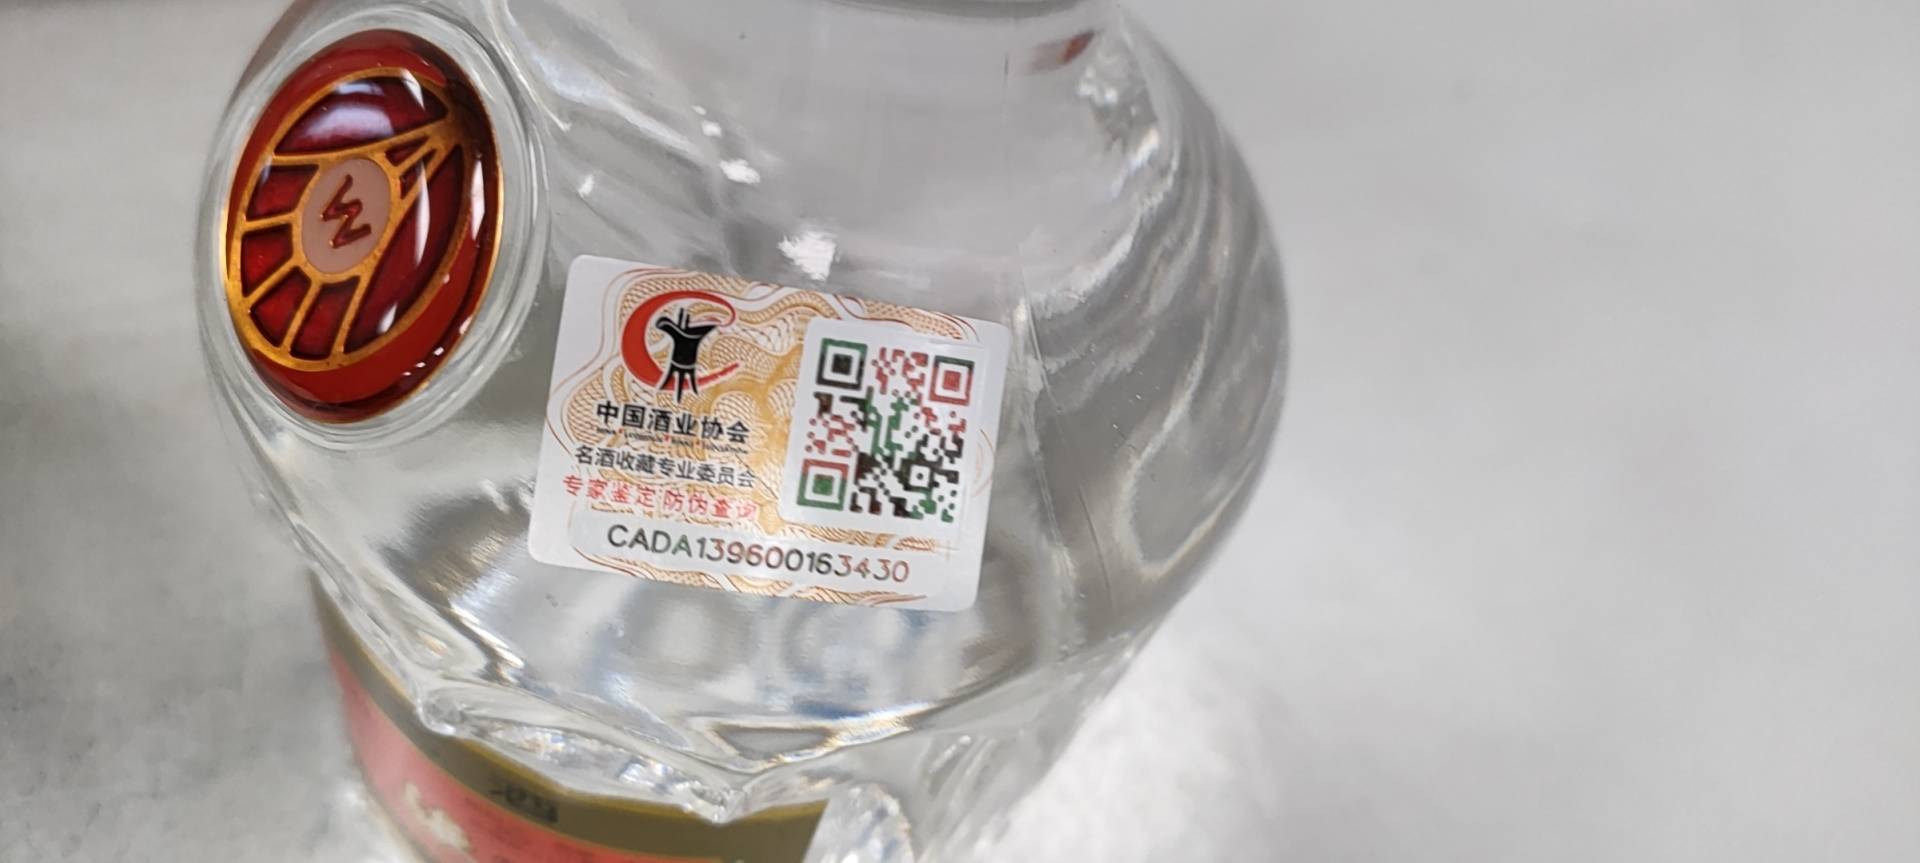 中国酒业协会
名酒收藏专业委员会
专家鉴定 防伪查询
CADA139600163430